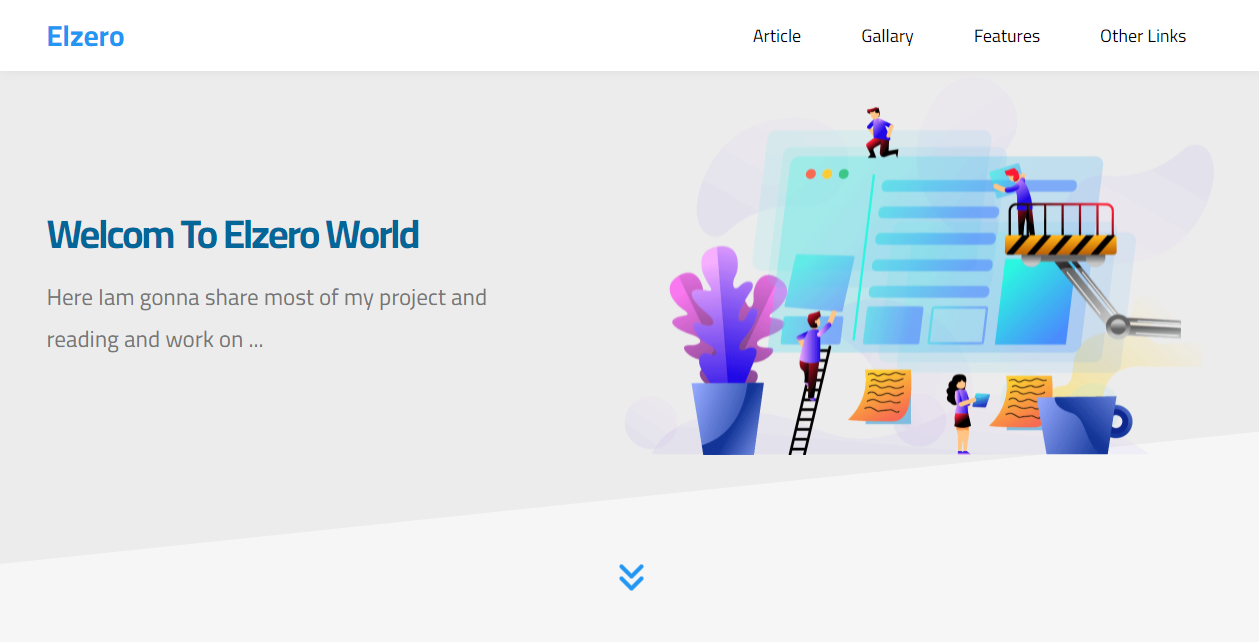 Elzero
Article
Gallary
Features
Other Links
Welcom To Elzero World
Here Iam gonna share most of my project and
reading and work on ...